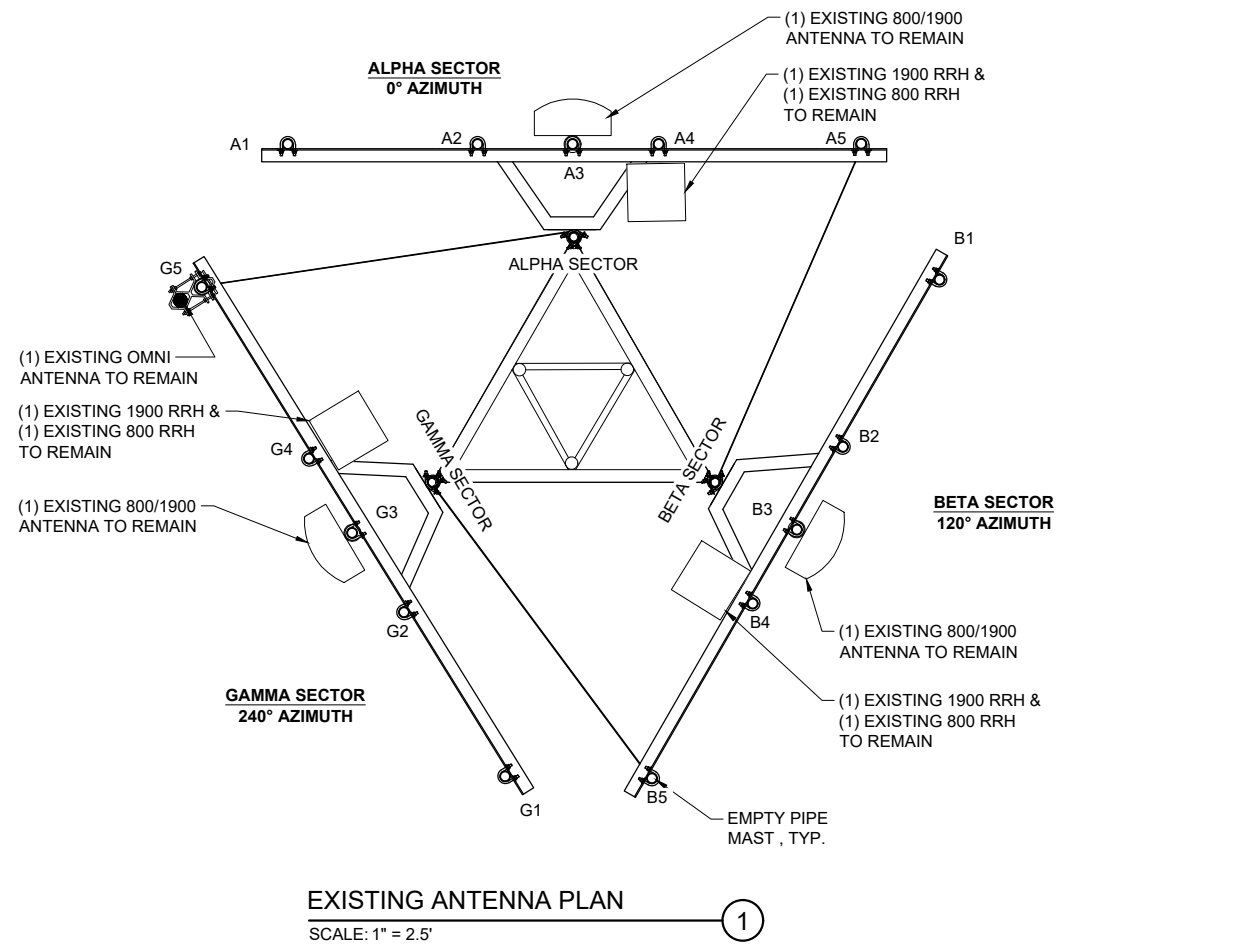 (1) EXISTING 800/1900
ANTENNA TO REMAIN
ALPHA SECTOR
0° AZIMUTH
(1) EXISTING 1900 RRH &
(1) EXISTING 800 RRH
TO REMAIN
A1
A2
A3
A4
A5
ALPHA SECTOR
B1
G5
(1) EXISTING OMNI
ANTENNA TO REMAIN
(1) EXISTING 1900 RRH &
(1) EXISTING 800 RRH
TO REMAIN
G4
GAMMA SECTOR
BETA SECTOR
B2
(1) EXISTING 800/1900
ANTENNA TO REMAIN
G3
B3
BETA SECTOR
120° AZIMUTH
G2
B4
(1) EXISTING 800/1900
ANTENNA TO REMAIN
GAMMA SECTOR
240° AZIMUTH
(1) EXISTING 1900 RRH &
(1) EXISTING 800 RRH
TO REMAIN
G1
B5
EMPTY PIPE
MAST , TYP.
EXISTING ANTENNA PLAN
SCALE: 1" = 2.5'
1